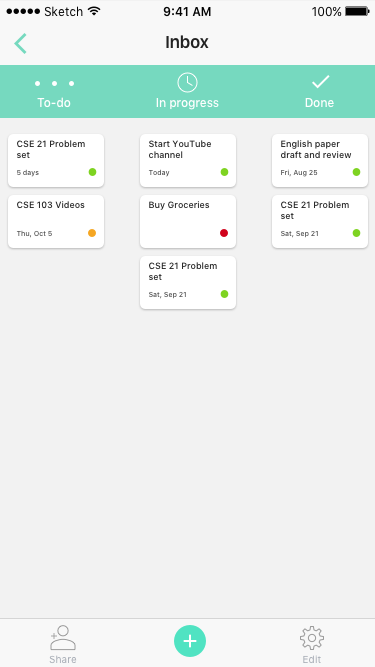 Sketch 9:41 AM 100%
Inbox
To-do In progress Done
CSE 21 Problem
set
5 days
CSE 103 Videos
Thu, Oct 5
Start YouTube
channel
Today
Buy Groceries
CSE 21 Problem
set
Sat, Sep 21
English paper
draft and review
Fri, Aug 25
CSE 21 Problem
set
Sat, Sep 21
Share Edit